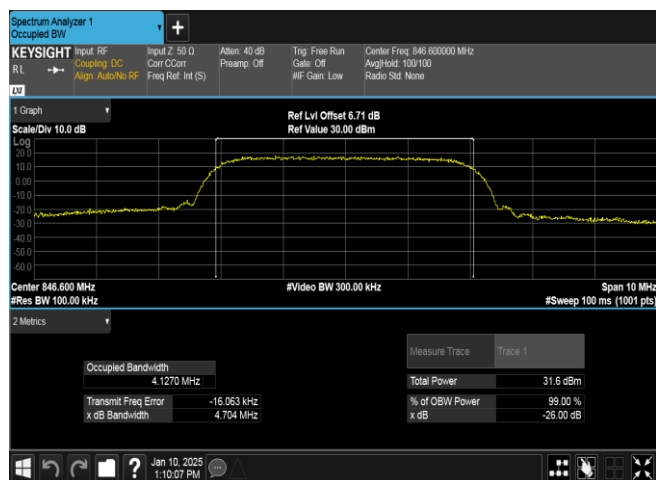 Spectrum Analyzer 1
Occupied BW
+
KEYSIGHT
RL
LXI
Input: RF
Coupling: DC
Align: Auto/No RF
Input Z: 50 Ω
Corr CCorr
Freq Ref: Int (S)
Atten: 40 dB
Preamp: Off
Trig: Free Run
Gate: Off
#IF Gain: Low
Center Freq: 846.600000 MHz
Avg|Hold: 100/100
Radio Std: None
1 Graph
Scale/Div 10.0 dB
Ref Lvl Offset 6.71 dB
Ref Value 30.00 dBm
Log
20.0
10.0
0.00
-10.0
-20.0
-30.0
-40.0
-50.0
-60.0
Center 846.600 MHz
#Res BW 100.00 kHz
#Video BW 300.00 kHz
Span 10 MHz
#Sweep 100 ms (1001 pts)
2 Metrics
Occupied Bandwidth
4.1270 MHz
Transmit Freq Error -16.063 kHz
x dB Bandwidth 4.704 MHz
Measure Trace Trace 1
Total Power 31.6 dBm
% of OBW Power 99.00 %
x dB -26.00 dB
?
Jan 10, 2025
1:10:07 PM